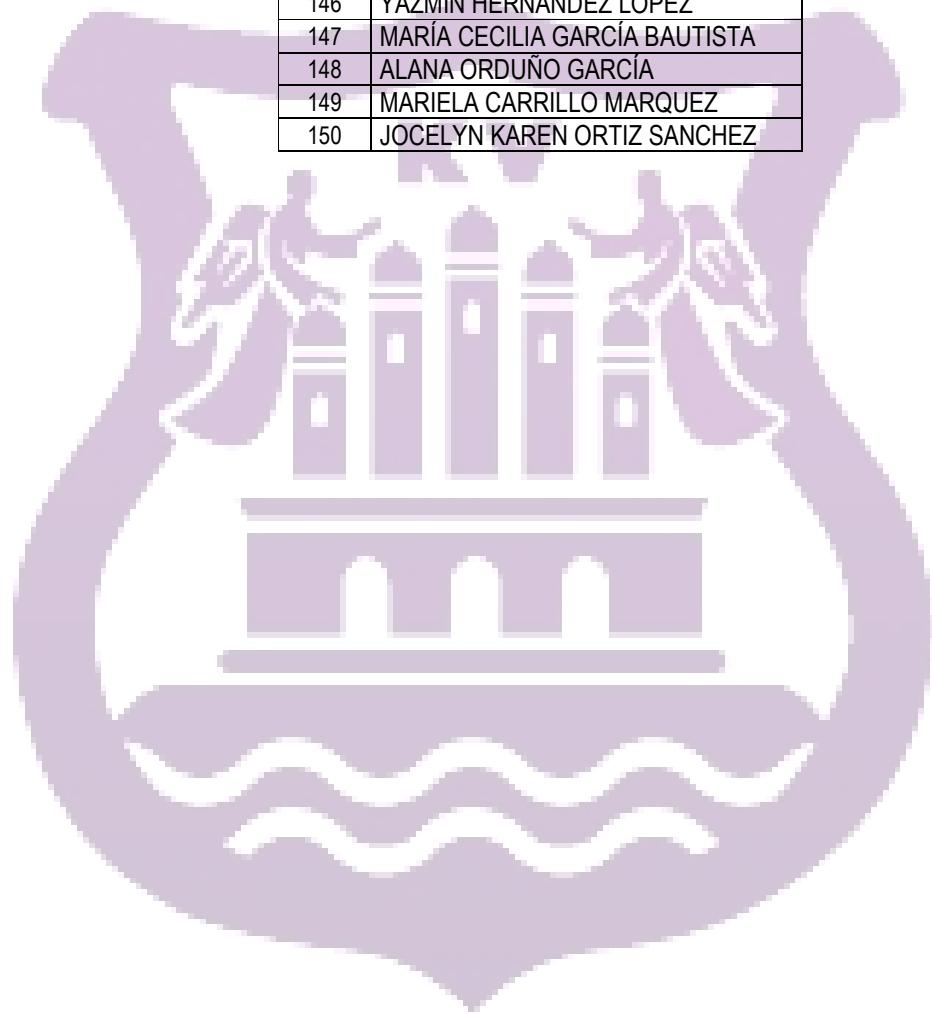 146 YAZMIN HERNANDEZ LOPEZ
147 MARÍA CECILIA GARCÍA BAUTISTA
148 ALANA ORDUÑO GARCÍA
149 MARIELA CARRILLO MARQUEZ
150 JOCELYN KAREN ORTIZ SANCHEZ
KV